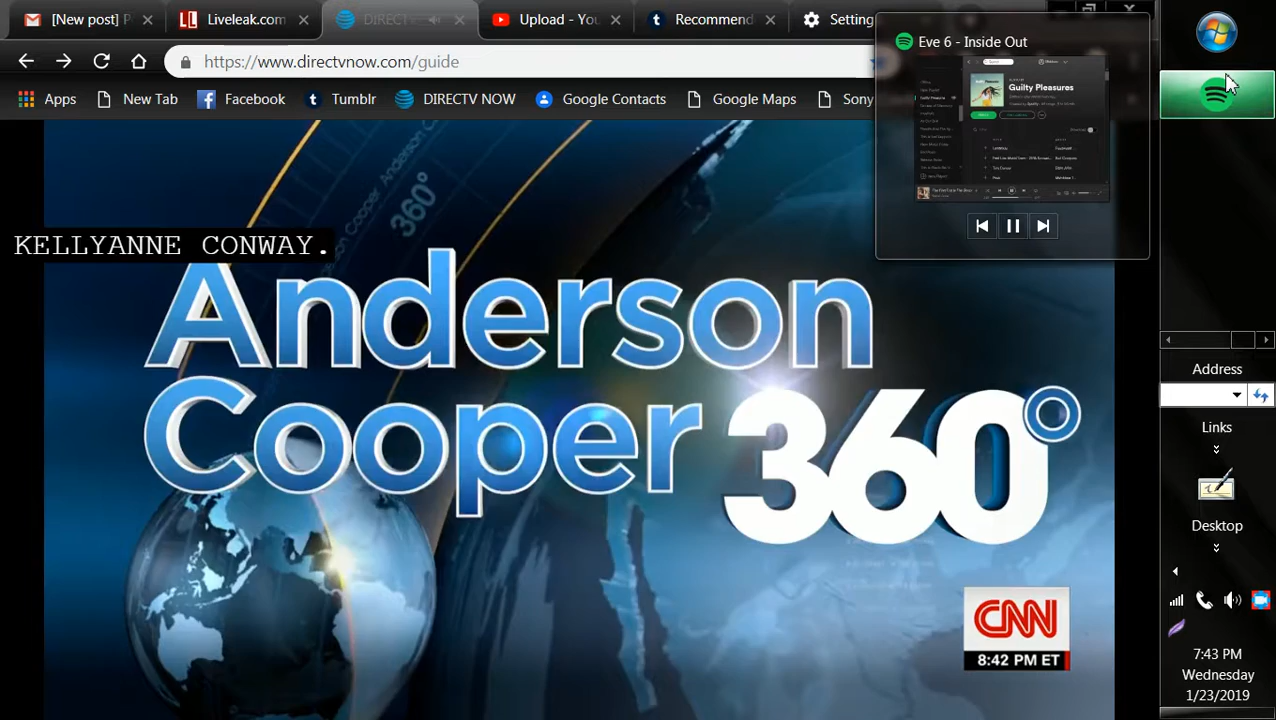 [New post] P
Liveleak.com
DIRECTV
Upload - You
Recommend
Setting
https://www.directvnow.com/guide
Apps
New Tab
Facebook
Tumblr
DIRECTV NOW
Google Contacts
Google Maps
Sony
Eve 6 - Inside Out
Guilty Pleasures
KELLYANNE CONWAY.
360°
Anderson
Cooper 360°
CNN
8:42 PM ET
Address
Links
Desktop
7:43 PM
Wednesday
1/23/2019